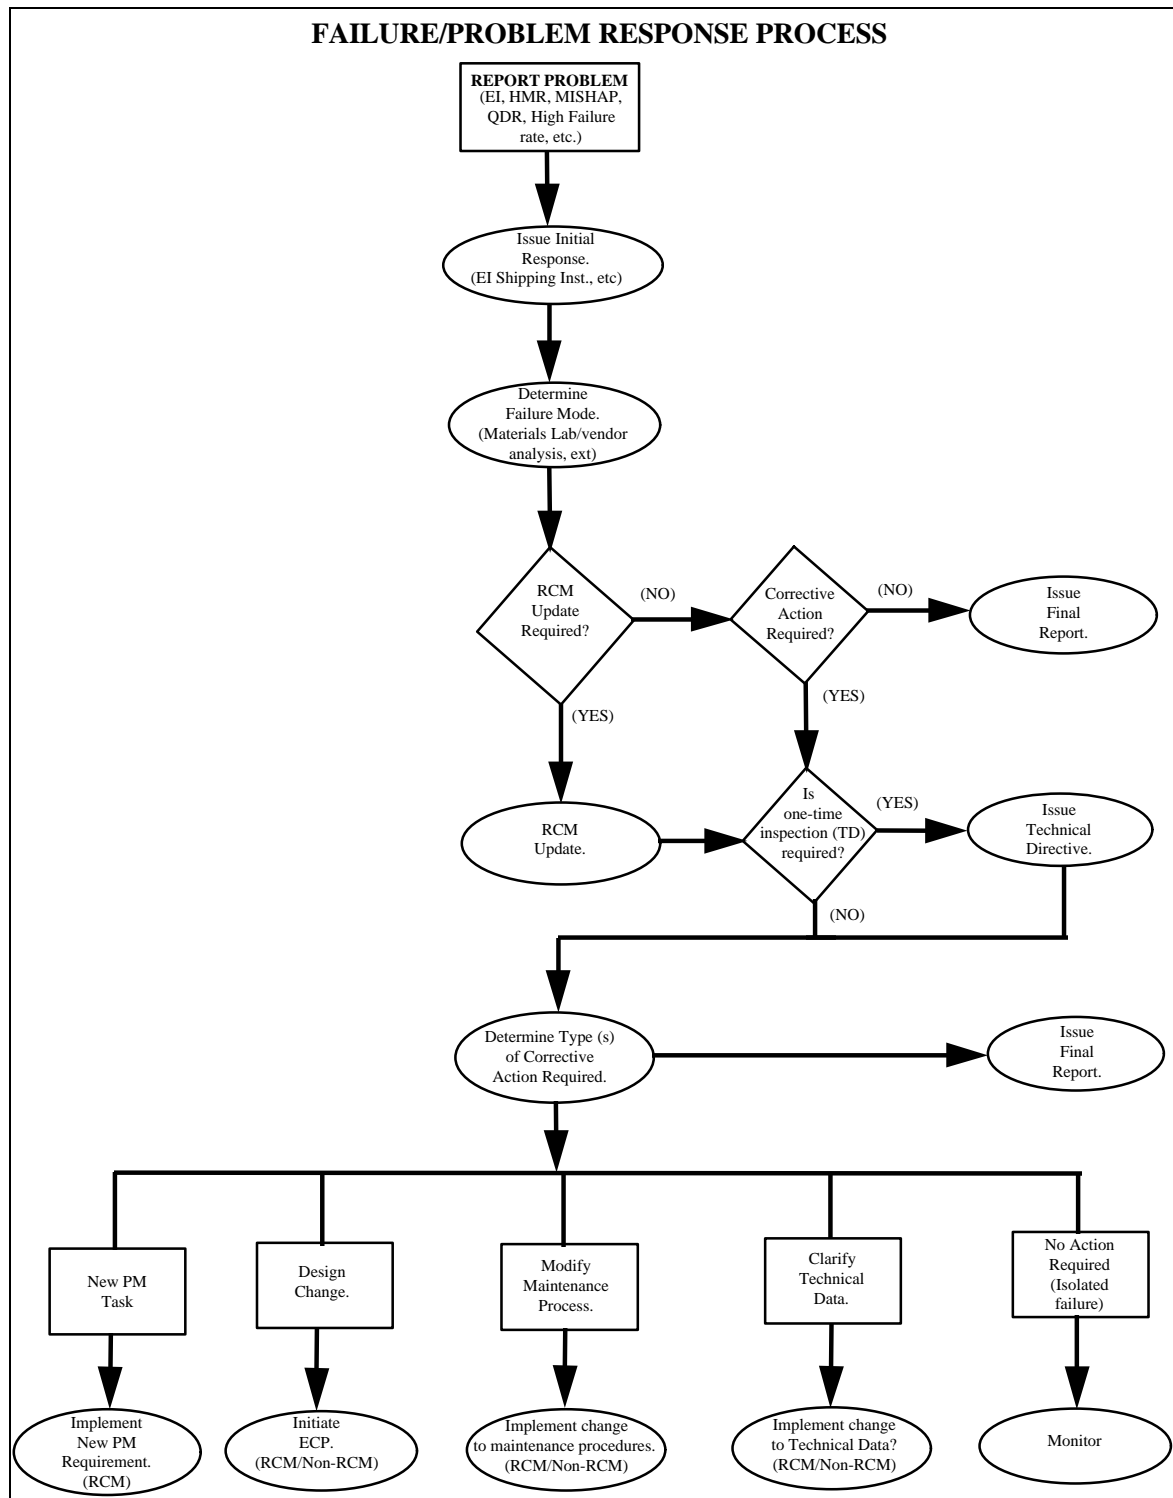 FAILURE/PROBLEM RESPONSE PROCESS
REPORT PROBLEM
(EI, HMR, MISHAP,
QDR, High Failure
rate, etc.)
Issue Initial
Response.
(EI Shipping Inst., etc)
Determine
Failure Mode.
(Materials Lab/vendor
analysis, ext)
RCM
Update
Required?
(NO)
Corrective
Action
Required?
(NO)
Issue
Final
Report.
(YES)
(YES)
RCM
Update.
Is
one-time
inspection (TD)
required?
(YES)
Issue
Technical
Directive.
(NO)
Determine Type (s)
of Corrective
Action Required.
Issue
Final
Report.
New PM
Task
Design
Change.
Modify
Maintenance
Process.
Clarify
Technical
Data.
No Action
Required
(Isolated
failure)
Implement
New PM
Requirement.
(RCM)
Initiate
ECP.
(RCM/Non-RCM)
Implement change
to maintenance procedures.
(RCM/Non-RCM)
Implement change
to Technical Data?
(RCM/Non-RCM)
Monitor